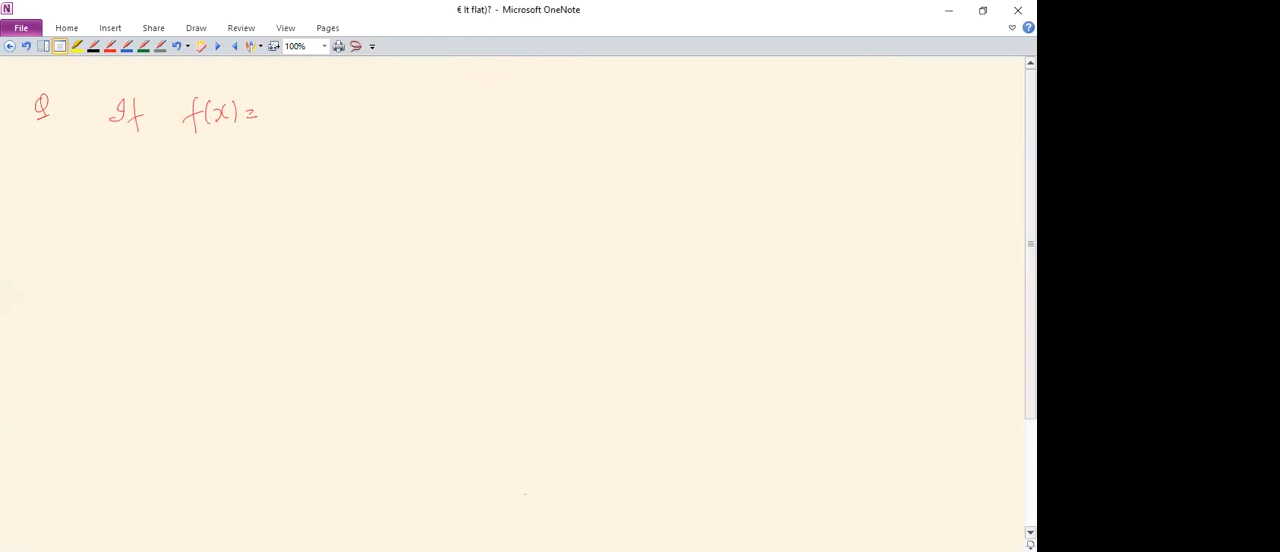 € It flat)? - Microsoft OneNote
File Home Insert Share Draw Review View Pages
100%
Q If f(x) =